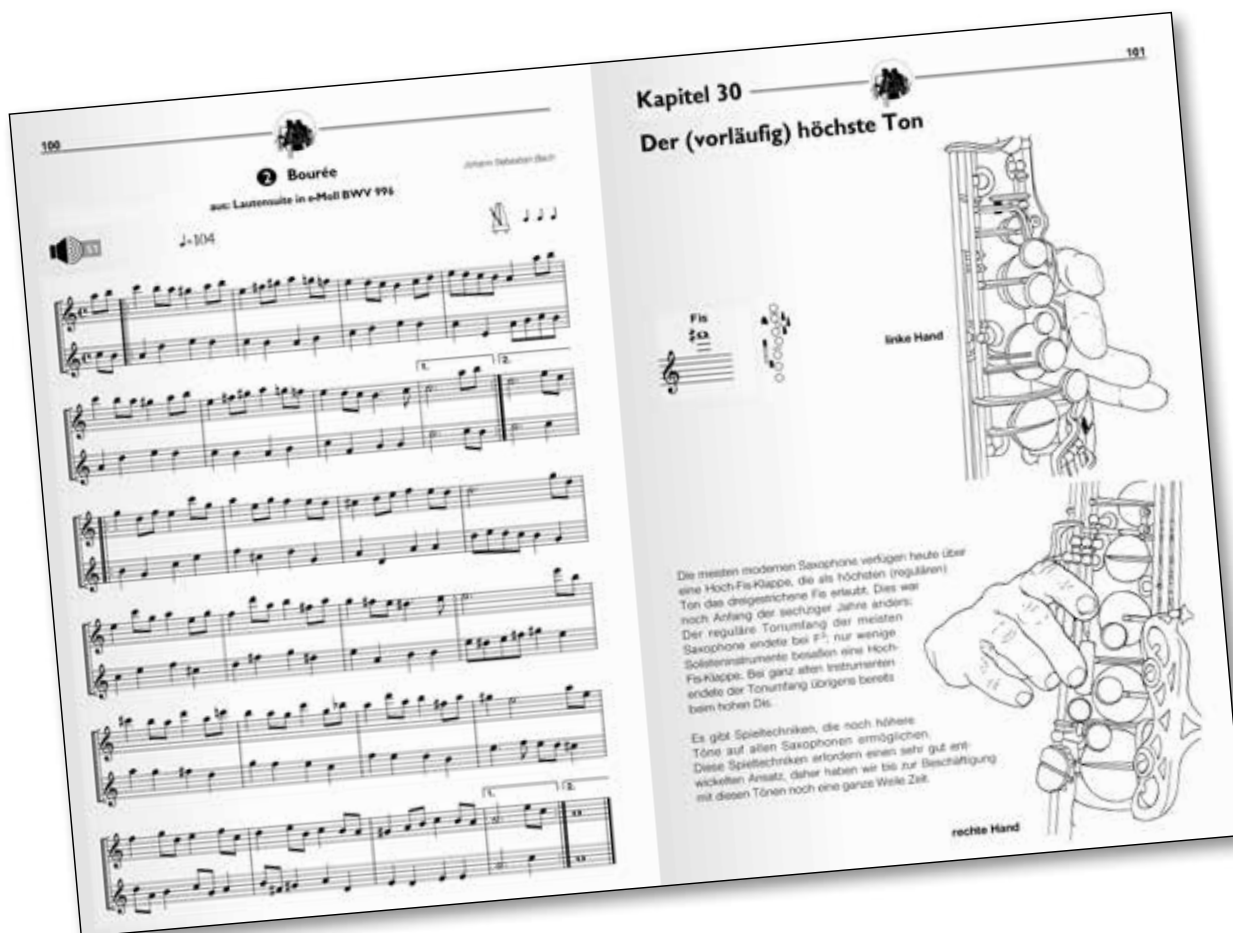 100
2 Bourée
Johann Sebastian Bach
aus: Lautensuite in e-Moll BWV 996
♩=104
1. 2.
1. 2.
101
Kapitel 30
Der (vorläufig) höchste Ton
Fis
linke Hand
Die meisten modernen Saxophone verfügen heute über
eine Hoch-Fis-Klappe, die als höchsten (regulären)
Ton das dreigestrichene Fis erlaubt. Dies war
noch Anfang der sechziger Jahre anders:
Der reguläre Tonumfang der meisten
Saxophone endete bei F³; nur wenige
Solisteninstrumente besaßen eine Hoch-
Fis-Klappe. Bei ganz alten Instrumenten
endete der Tonumfang übrigens bereits
beim hohen Dis.
Es gibt Spieltechniken, die noch höhere
Töne auf allen Saxophonen ermöglichen.
Diese Spieltechniken erfordern einen sehr gut ent-
wickelten Ansatz, daher haben wir bis zur Beschäftigung
mit diesen Tönen noch eine ganze Weile Zeit.
rechte Hand